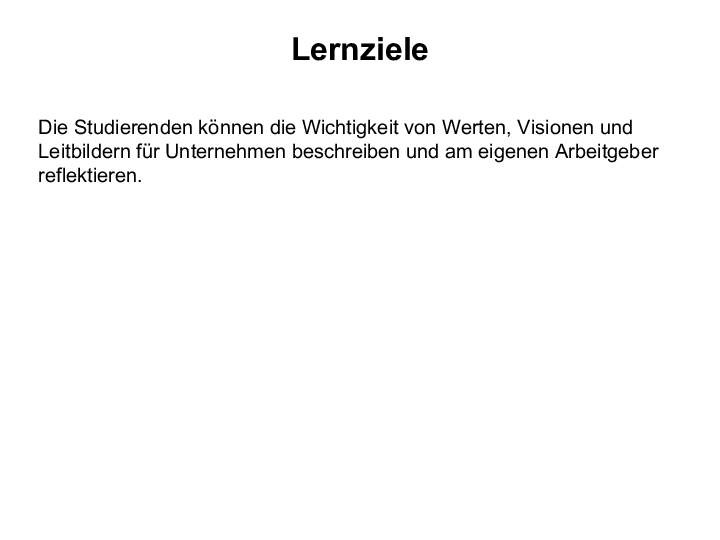 Lernziele
Die Studierenden können die Wichtigkeit von Werten, Visionen und
Leitbildern für Unternehmen beschreiben und am eigenen Arbeitgeber
reflektieren.